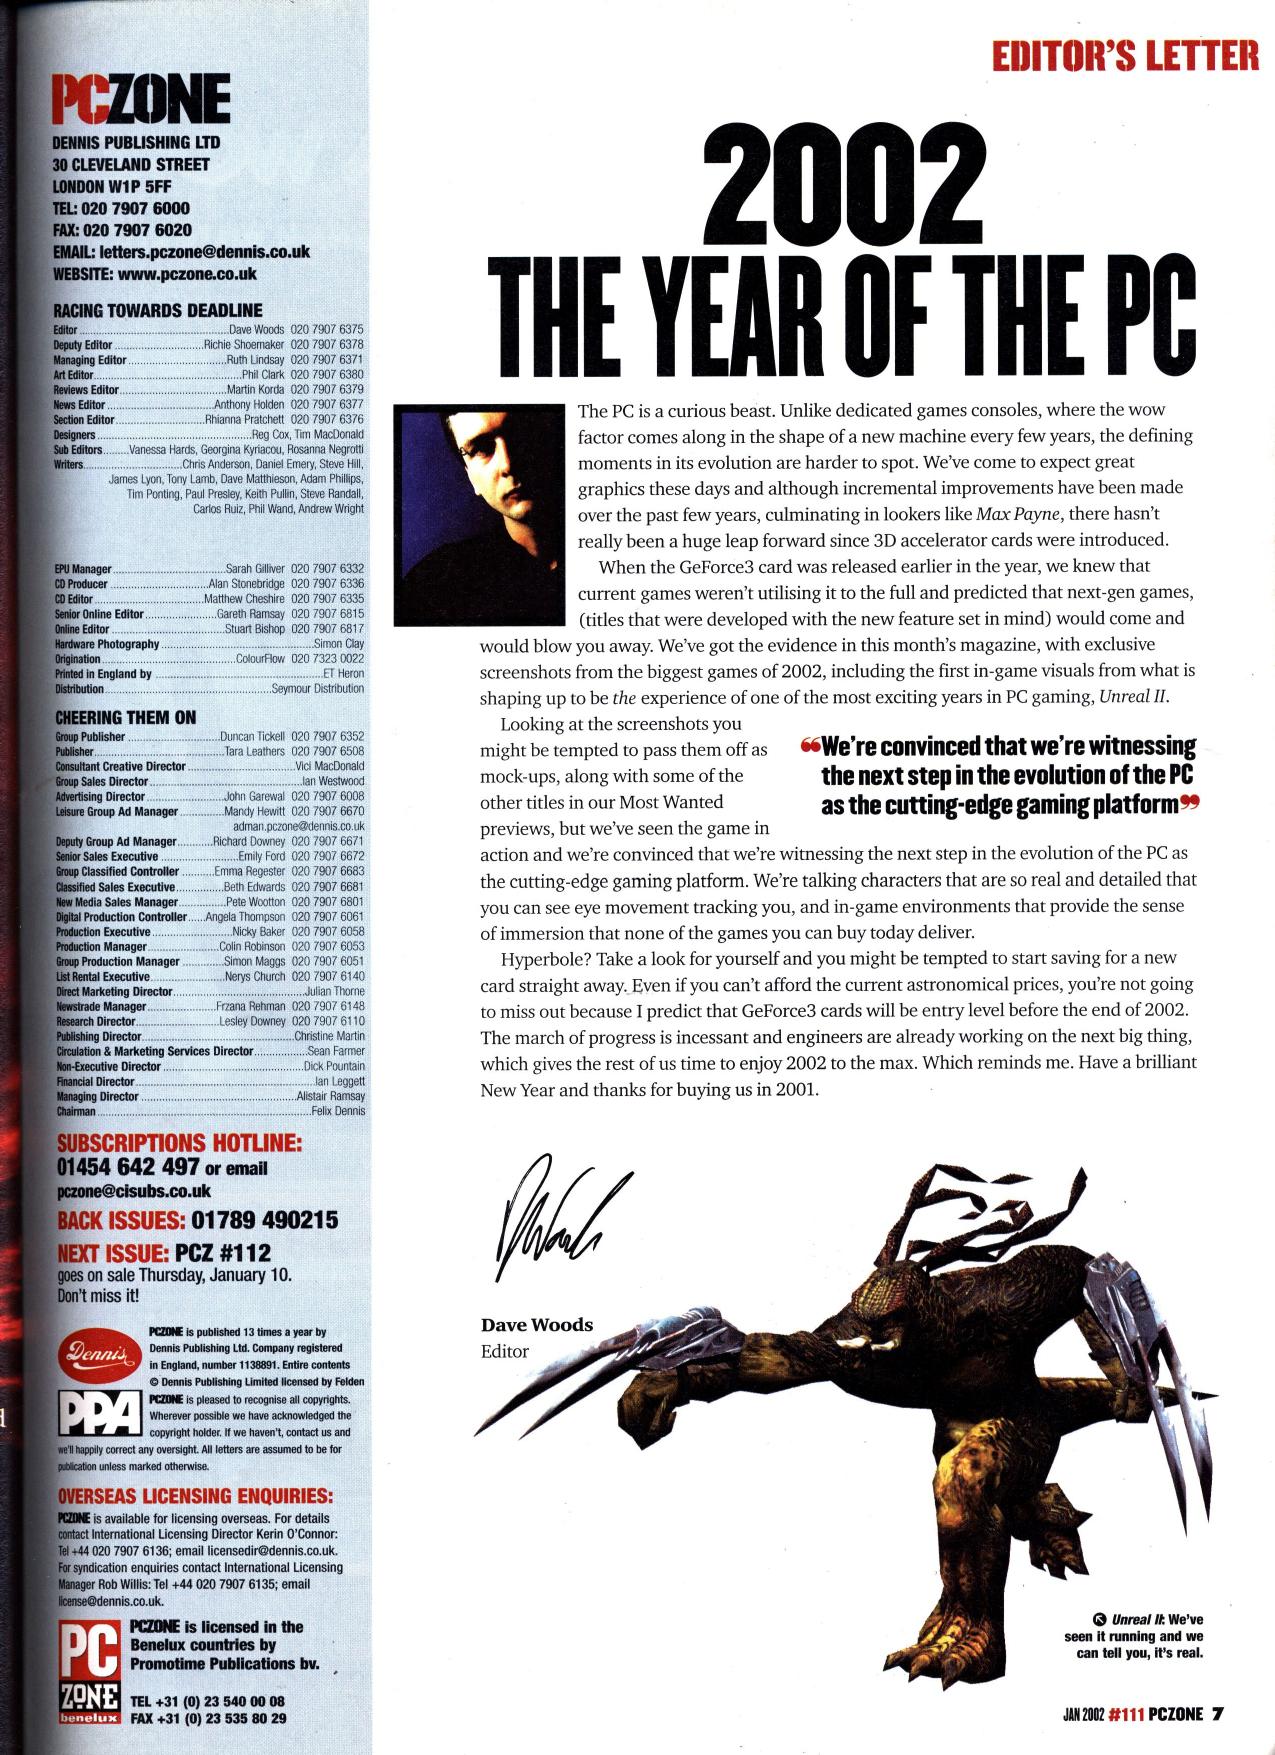 PCZONE
DENNIS PUBLISHING LTD
30 CLEVELAND STREET
LONDON W1P 5FF
TEL: 020 7907 6000
FAX: 020 7907 6020
EMAIL: letters.pczone@dennis.co.uk
WEBSITE: www.pczone.co.uk
RACING TOWARDS DEADLINE
Editor Dave Woods 020 7907 6375
Deputy Editor Richie Shoemaker 020 7907 6378
Managing Editor Ruth Lindsay 020 7907 6371
Art Editor Phil Clark 020 7907 6380
Reviews Editor Martin Korda 020 7907 6379
News Editor Anthony Holden 020 7907 6377
Section Editor Rhianna Pratchett 020 7907 6376
Designers Reg Cox, Tim MacDonald
Sub Editors Vanessa Hards, Georgina Kyriacou, Rosanna Negrotti
Writers Chris Anderson, Daniel Emery, Steve Hill,
James Lyon, Tony Lamb, Dave Matthieson, Adam Phillips,
Tim Ponting, Paul Presley, Keith Pullin, Steve Randall,
Carlos Ruiz, Phil Wand, Andrew Wright
EPU Manager Sarah Gilliver 020 7907 6332
CD Producer Alan Stonebridge 020 7907 6336
CD Editor Matthew Cheshire 020 7907 6335
Senior Online Editor Gareth Ramsay 020 7907 6815
Online Editor Stuart Bishop 020 7907 6817
Hardware Photography Simon Clay
Origination ColourFlow 020 7323 0022
Printed in England by ET Heron
Distribution Seymour Distribution
CHEERING THEM ON
Group Publisher Duncan Tickell 020 7907 6352
Publisher Tara Leathers 020 7907 6508
Consultant Creative Director Vici MacDonald
Group Sales Director Ian Westwood
Advertising Director John Garewal 020 7907 6008
Leisure Group Ad Manager Mandy Hewitt 020 7907 6670
adman.pczone@dennis.co.uk
Deputy Group Ad Manager Richard Downey 020 7907 6671
Senior Sales Executive Emily Ford 020 7907 6672
Group Classified Controller Emma Regester 020 7907 6683
Classified Sales Executive Beth Edwards 020 7907 6681
New Media Sales Manager Pete Wootton 020 7907 6801
Digital Production Controller Angela Thompson 020 7907 6061
Production Executive Nicky Baker 020 7907 6058
Production Manager Colin Robinson 020 7907 6053
Group Production Manager Simon Maggs 020 7907 6051
List Rental Executive Nerys Church 020 7907 6140
Direct Marketing Director Julian Thorne
Newstrade Manager Frzana Rehman 020 7907 6148
Research Director Lesley Downey 020 7907 6110
Publishing Director Christine Martin
Circulation & Marketing Services Director Sean Farmer
Non-Executive Director Dick Pountain
Financial Director Ian Leggett
Managing Director Alistair Ramsay
Chairman Felix Dennis
SUBSCRIPTIONS HOTLINE:
01454 642 497 or email
pczone@cisubs.co.uk
BACK ISSUES: 01789 490215
NEXT ISSUE: PCZ #112
goes on sale Thursday, January 10.
Don't miss it!
Dennis
PCZONE is published 13 times a year by
Dennis Publishing Ltd. Company registered
in England, number 1138891. Entire contents
© Dennis Publishing Limited licensed by Felden
PPA
PCZONE is pleased to recognise all copyrights.
Wherever possible we have acknowledged the
copyright holder. If we haven't, contact us and
we'll happily correct any oversight. All letters are assumed to be for
publication unless marked otherwise.
OVERSEAS LICENSING ENQUIRIES:
PCZONE is available for licensing overseas. For details
contact International Licensing Director Kerin O'Connor:
Tel +44 020 7907 6136; email licensedir@dennis.co.uk.
For syndication enquiries contact International Licensing
Manager Rob Willis: Tel +44 020 7907 6135; email
license@dennis.co.uk.
PC
ZONE
benelux
PCZONE is licensed in the
Benelux countries by
Promotime Publications bv.
TEL +31 (0) 23 540 00 08
FAX +31 (0) 23 535 80 29
EDITOR'S LETTER
2002
THE YEAR OF THE PC
The PC is a curious beast. Unlike dedicated games consoles, where the wow
factor comes along in the shape of a new machine every few years, the defining
moments in its evolution are harder to spot. We've come to expect great
graphics these days and although incremental improvements have been made
over the past few years, culminating in lookers like Max Payne, there hasn't
really been a huge leap forward since 3D accelerator cards were introduced.
When the GeForce3 card was released earlier in the year, we knew that
current games weren't utilising it to the full and predicted that next-gen games,
(titles that were developed with the new feature set in mind) would come and
would blow you away. We've got the evidence in this month's magazine, with exclusive
screenshots from the biggest games of 2002, including the first in-game visuals from what is
shaping up to be the experience of one of the most exciting years in PC gaming, Unreal II.
Looking at the screenshots you
might be tempted to pass them off as
mock-ups, along with some of the
other titles in our Most Wanted
previews, but we've seen the game in
action and we're convinced that we're witnessing the next step in the evolution of the PC as
the cutting-edge gaming platform. We're talking characters that are so real and detailed that
you can see eye movement tracking you, and in-game environments that provide the sense
of immersion that none of the games you can buy today deliver.
Hyperbole? Take a look for yourself and you might be tempted to start saving for a new
card straight away. Even if you can't afford the current astronomical prices, you're not going
to miss out because I predict that GeForce3 cards will be entry level before the end of 2002.
The march of progress is incessant and engineers are already working on the next big thing,
which gives the rest of us time to enjoy 2002 to the max. Which reminds me. Have a brilliant
New Year and thanks for buying us in 2001.
“We're convinced that we're witnessing
the next step in the evolution of the PC
as the cutting-edge gaming platform”
Dave Woods
Editor
Unreal II: We've
seen it running and we
can tell you, it's real.
JAN 2002 #111 PCZONE 7